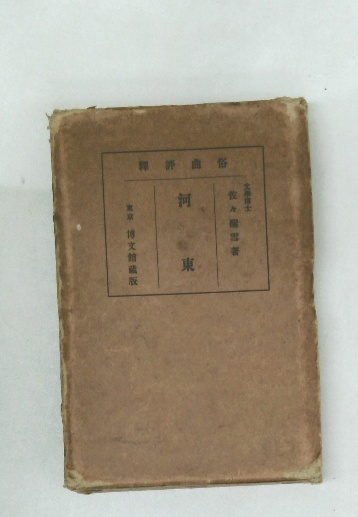 俗曲評釋
文學博士
佐々醒雪著
河東
東京 博文館藏版